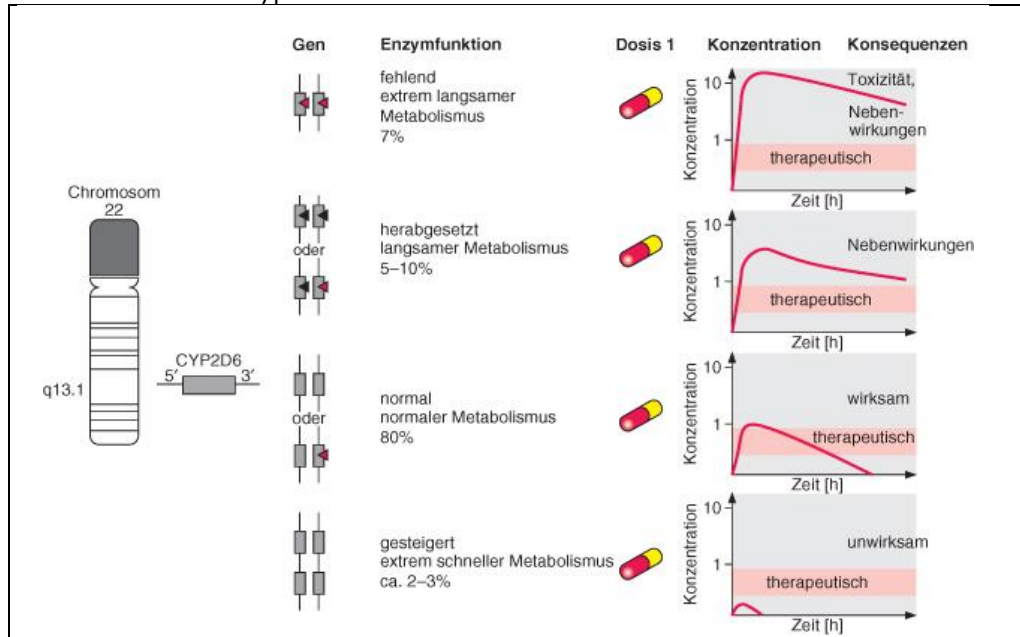 Gen Enzymfunktion Dosis 1 Konzentration Konsequenzen
fehlend
extrem langsamer
Metabolismus
7%
Konzentration
10
1
Toxizität,
Neben-
wirkungen
therapeutisch
Zeit [h]
Chromosom
22
q13.1
CYP2D6
5′ 3′
oder
herabgesetzt
langsamer Metabolismus
5–10%
Konzentration
10
1
Nebenwirkungen
therapeutisch
Zeit [h]
oder
normal
normaler Metabolismus
80%
Konzentration
10
1
wirksam
therapeutisch
Zeit [h]
gesteigert
extrem schneller Metabolismus
ca. 2–3%
Konzentration
10
1
unwirksam
therapeutisch
Zeit [h]